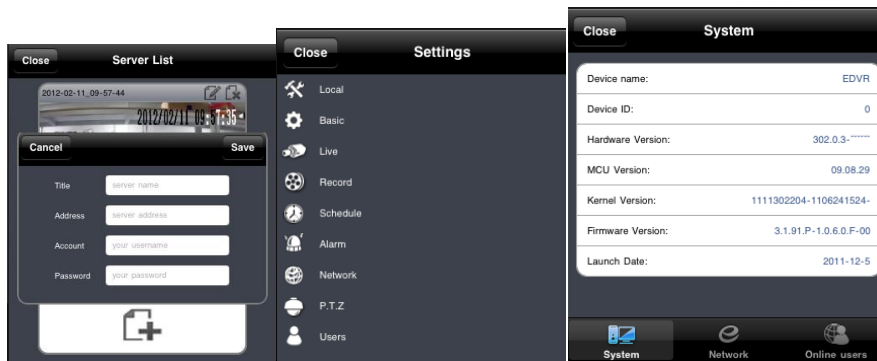 Close Server List
2012-02-11_09-57-44
2012/02/11 09:57:35
Cancel Save
Title server name
Address server address
Account your username
Password your password
Close Settings
Local
Basic
Live
Record
Schedule
Alarm
Network
P.T.Z
Users
Close System
Device name: EDVR
Device ID: 0
Hardware Version: 302.0.3-
MCU Version: 09.08.29
Kernel Version: 1111302204-1106241524-
Firmware Version: 3.1.91.P-1.0.6.0.F-00
Launch Date: 2011-12-5
System Network Online users